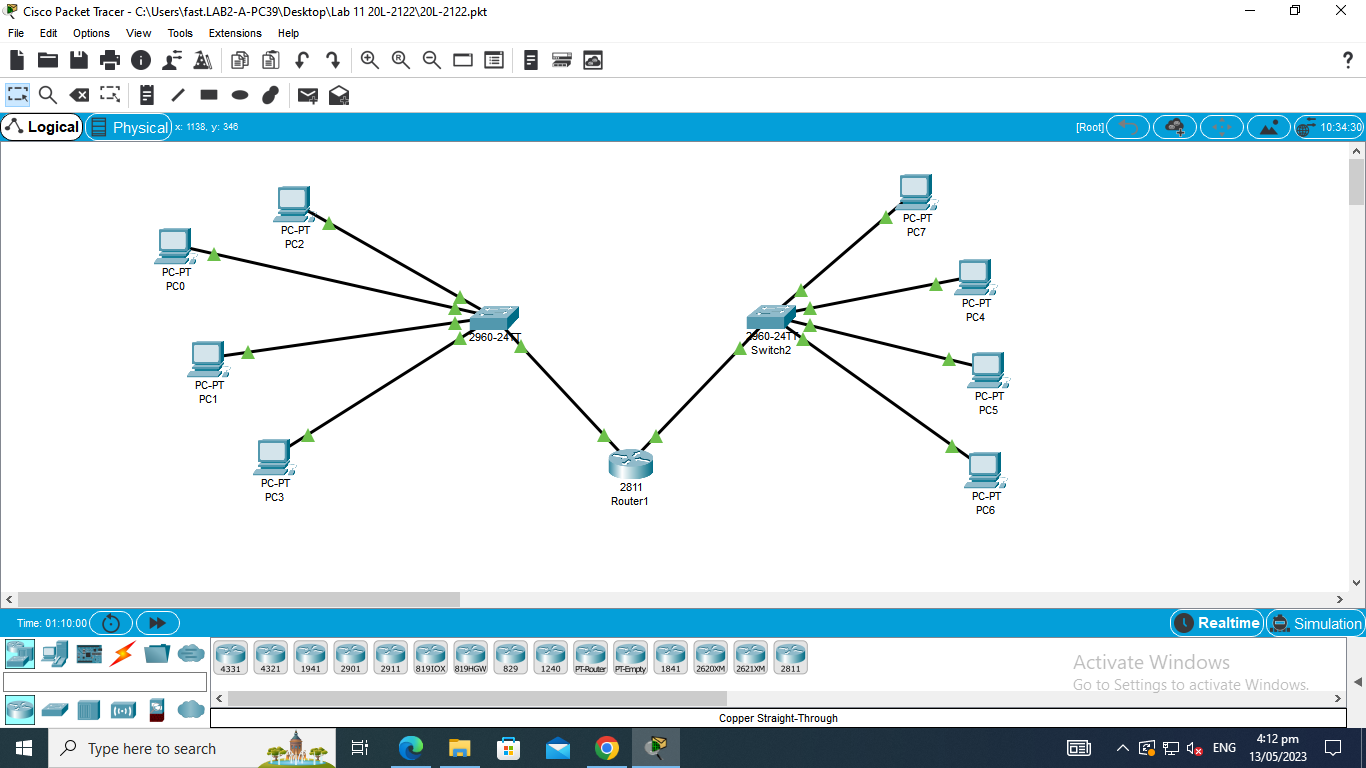 Cisco Packet Tracer - C:\Users\fast.LAB2-A-PC39\Desktop\Lab 11 20L-2122\20L-2122.pkt
File Edit Options View Tools Extensions Help
Logical Physical x: 1138, y: 346 [Root] 10:34:30
PC-PT
PC2
PC-PT
PC0
PC-PT
PC1
PC-PT
PC3
2960-24TT
2960-24TT
Switch2
2811
Router1
PC-PT
PC7
PC-PT
PC4
PC-PT
PC5
PC-PT
PC6
Time: 01:10:00 Realtime Simulation
4331 4321 1941 2901 2911 819IOX 819HGW 829 1240 PT-Router PT-Empty 1841 2620XM 2621XM 2811
Activate Windows
Go to Settings to activate Windows.
Copper Straight-Through
Type here to search
ENG
4:12 pm
13/05/2023